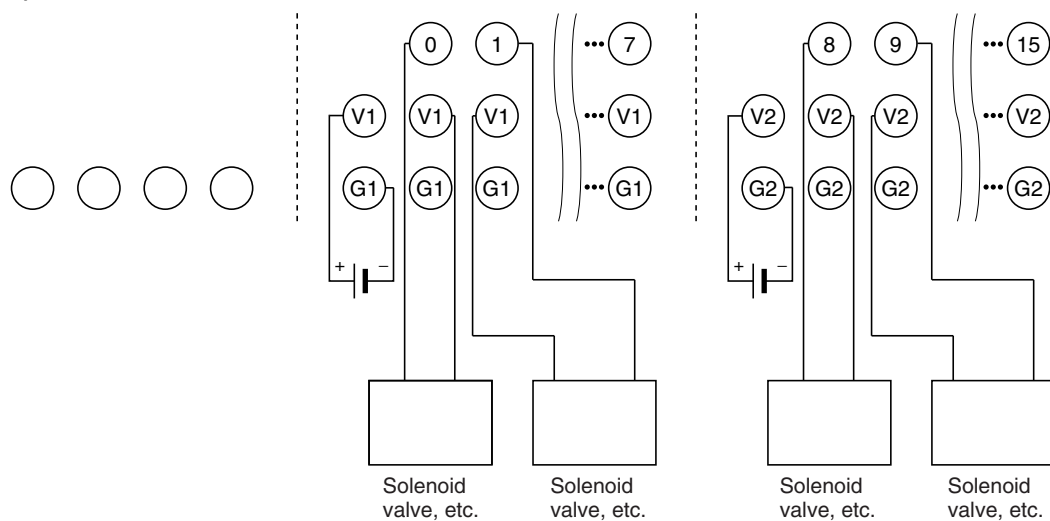 0 1 ••• 7 8 9 ••• 15
V1 V1 V1 ••• V1 V2 V2 V2 ••• V2
G1 G1 G1 ••• G1 G2 G2 G2 ••• G2
+ − + −
Solenoid valve, etc.
Solenoid valve, etc.
Solenoid valve, etc.
Solenoid valve, etc.